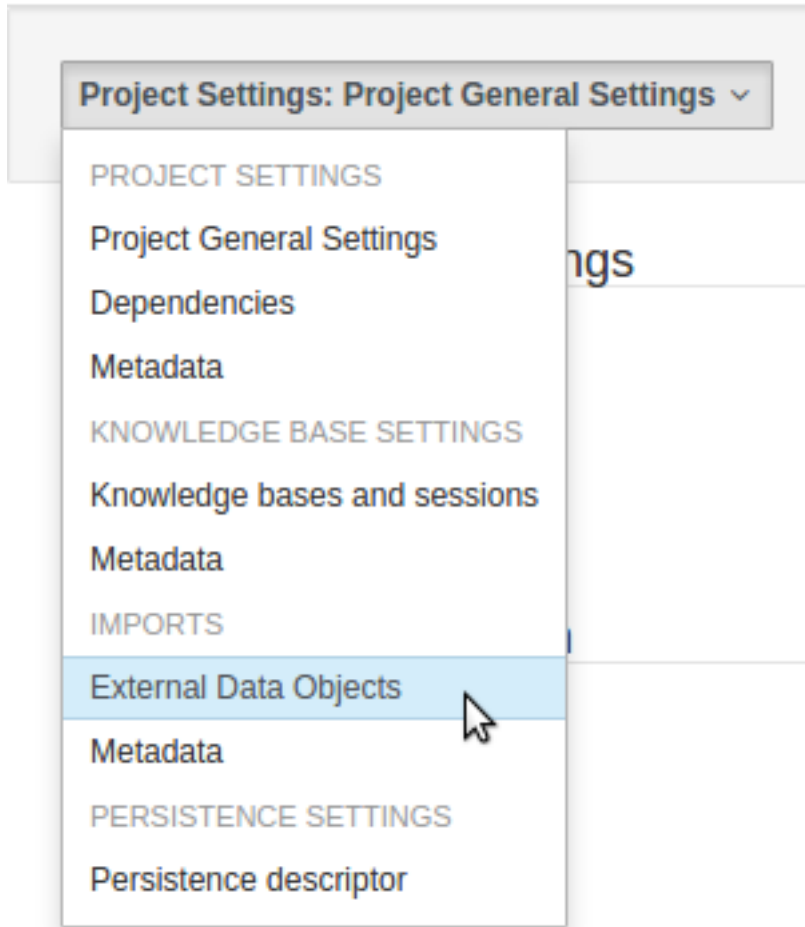 Project Settings: Project General Settings
PROJECT SETTINGS
Project General Settings
ngs
Dependencies
Metadata
KNOWLEDGE BASE SETTINGS
Knowledge bases and sessions
Metadata
IMPORTS
External Data Objects
Metadata
PERSISTENCE SETTINGS
Persistence descriptor